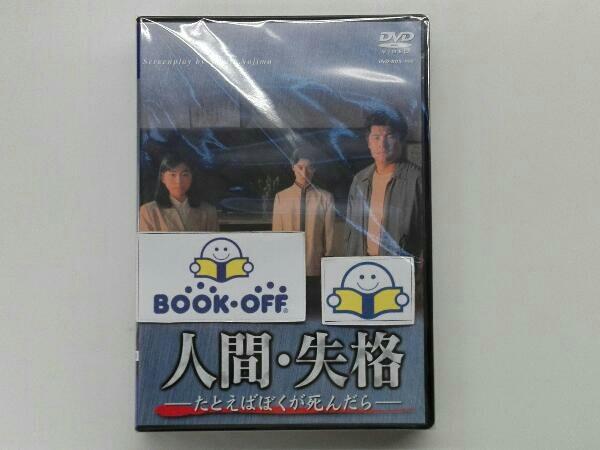 DVD
VIDEO
Screenplay by Nojima
BOOK・OFF®
人間・失格
たとえばぼくが死んだら